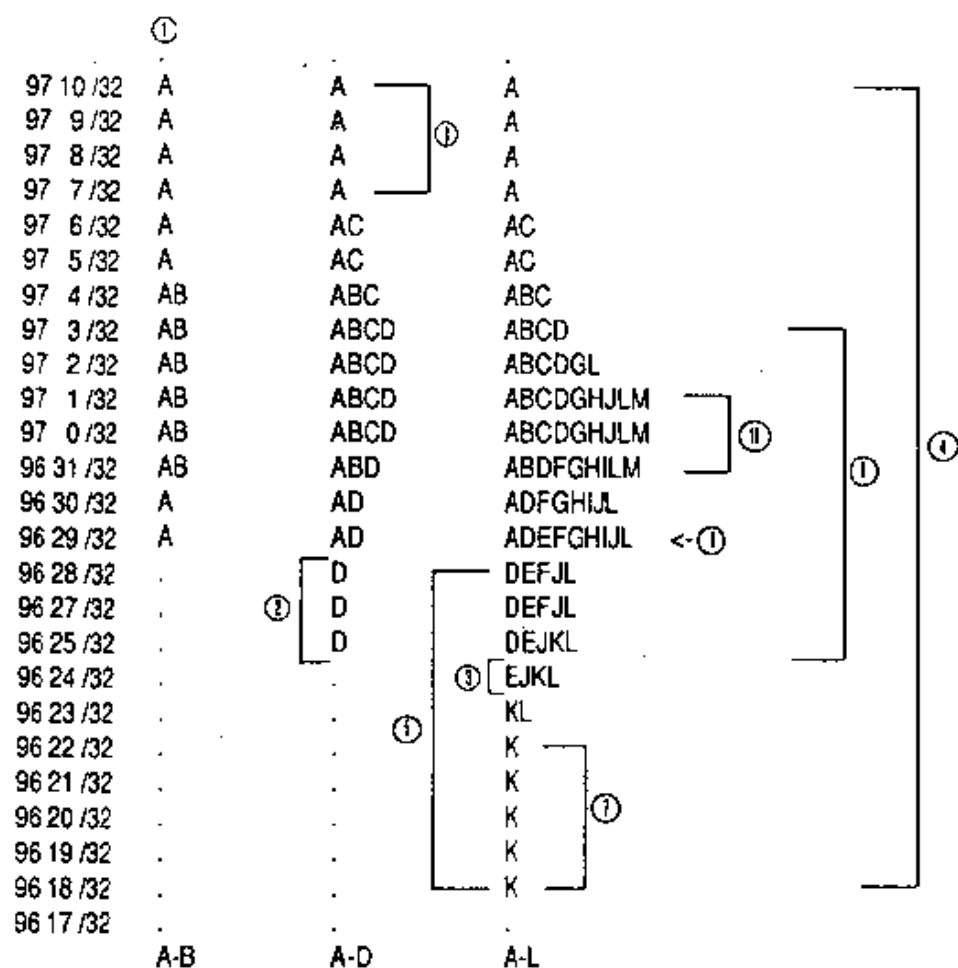 ①
97 10 /32 A A A
97 9 /32 A A A
97 8 /32 A A A
97 7 /32 A A A
97 6 /32 A AC AC
97 5 /32 A AC AC
97 4 /32 AB ABC ABC
97 3 /32 AB ABCD ABCD
97 2 /32 AB ABCD ABCDGL
97 1 /32 AB ABCD ABCDGHJLM
97 0 /32 AB ABCD ABCDGHJLM
96 31 /32 AB ABD ABDFGHILM
96 30 /32 A AD ADFGHIJL
96 29 /32 A AD ADEFGHIJL <-
96 28 /32 . D DEFJL
96 27 /32 . D DEFJL
②
96 25 /32 . D DEJKL
96 24 /32 . . ③ EJKL
96 23 /32 . . KL
96 22 /32 . . K
96 21 /32 . . K
⑦
96 20 /32 . . K
96 19 /32 . . K
96 18 /32 . . K
96 17 /32 . . .
A-B A-D A-L
④